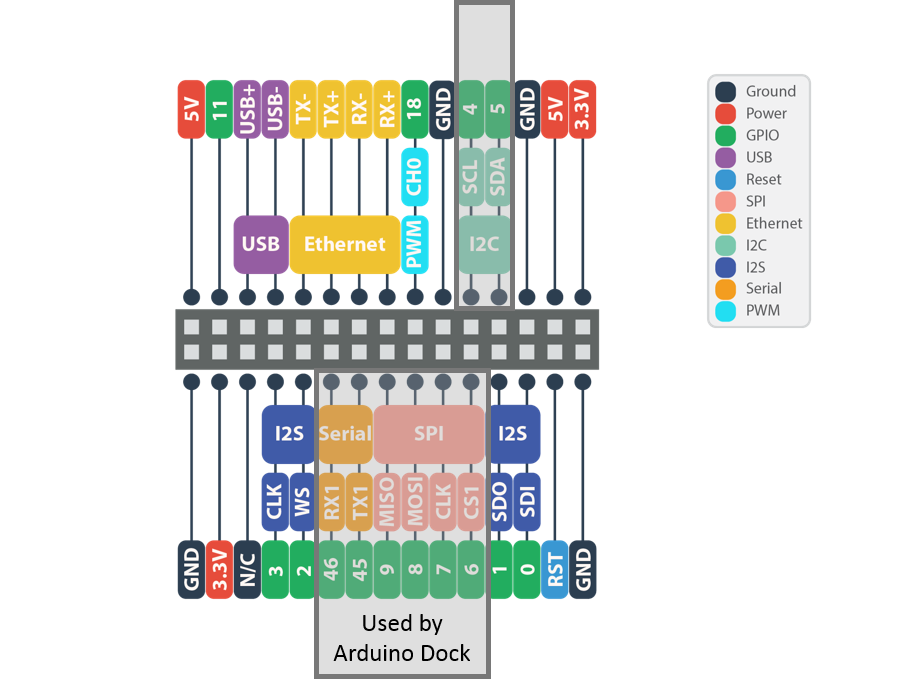 5V 11 USB+ USB- TX- TX+ RX- RX+ 18 GND 4 5 GND 5V 3.3V
CH0 SCL SDA
USB Ethernet PWM I2C
I2S Serial SPI I2S
CLK WS RX1 TX1 MISO MOSI CLK CS1 SDO SDI
GND 3.3V N/C 3 2 46 45 9 8 7 6 1 0 RST GND
Used by
Arduino Dock
Ground
Power
GPIO
USB
Reset
SPI
Ethernet
I2C
I2S
Serial
PWM